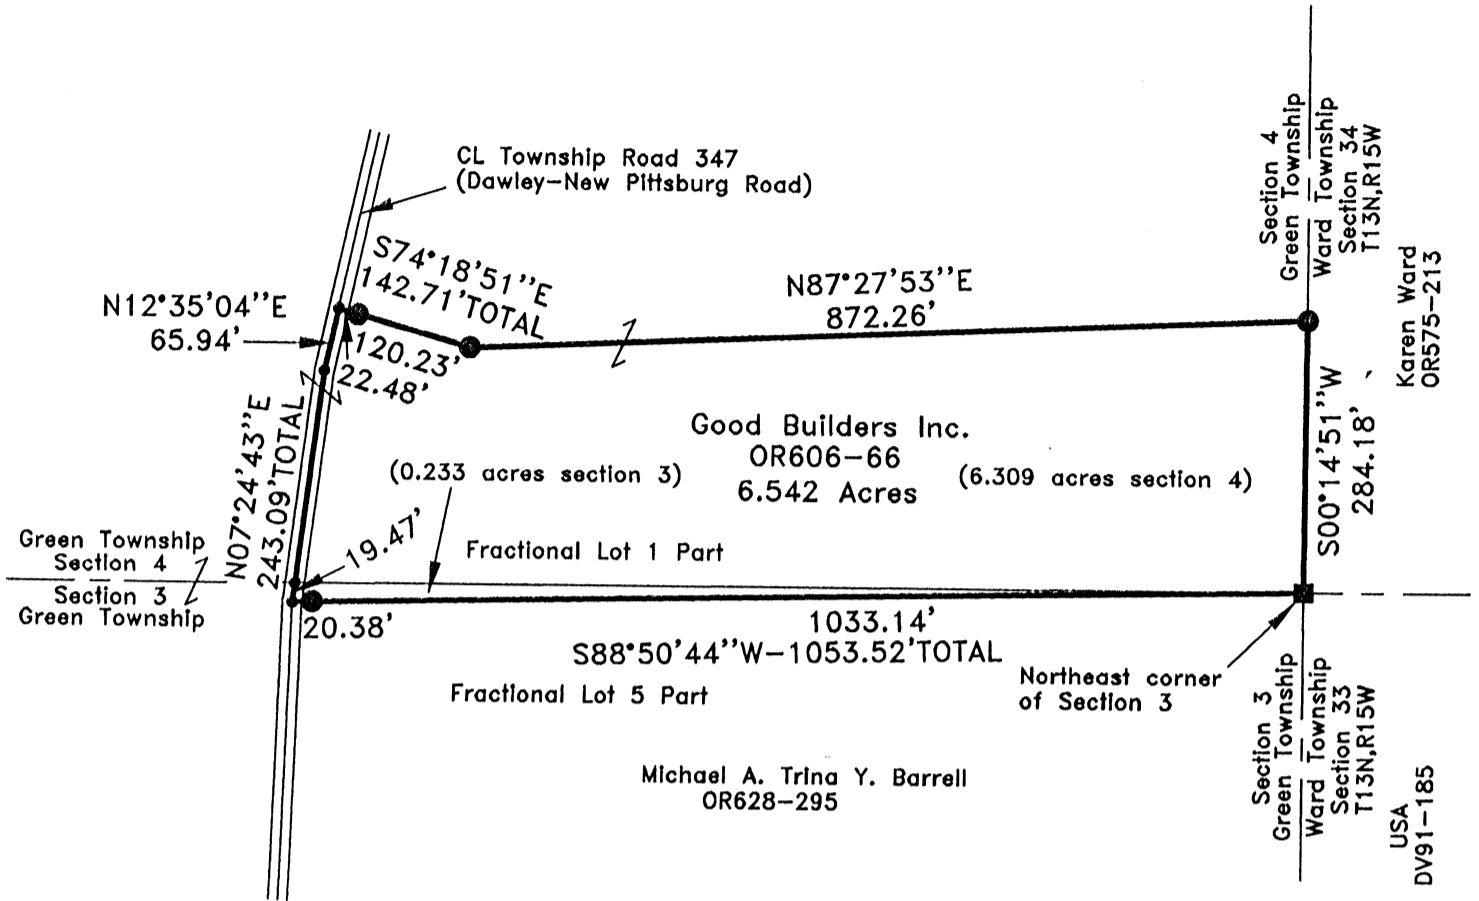 CL Township Road 347
(Dawley-New Pittsburg Road)
S74°18'51''E
142.71'TOTAL
N12°35'04''E
65.94'
120.23'
22.48'
N87°27'53''E
872.26'
Section 4
Green Township
Ward Township
Section 34
T13N,R15W
Karen Ward
OR575-213
S00°14'51''W
284.18'
N07°24'43''E
243.09'TOTAL
Good Builders Inc.
OR606-66
6.542 Acres
(0.233 acres section 3)
(6.309 acres section 4)
19.47'
Fractional Lot 1 Part
Green Township
Section 4
Section 3
Green Township
20.38'
1033.14'
S88°50'44''W-1053.52'TOTAL
Fractional Lot 5 Part
Northeast corner
of Section 3
Michael A. Trina Y. Barrell
OR628-295
Section 3
Green Township
Ward Township
Section 33
T13N,R15W
USA
DV91-185